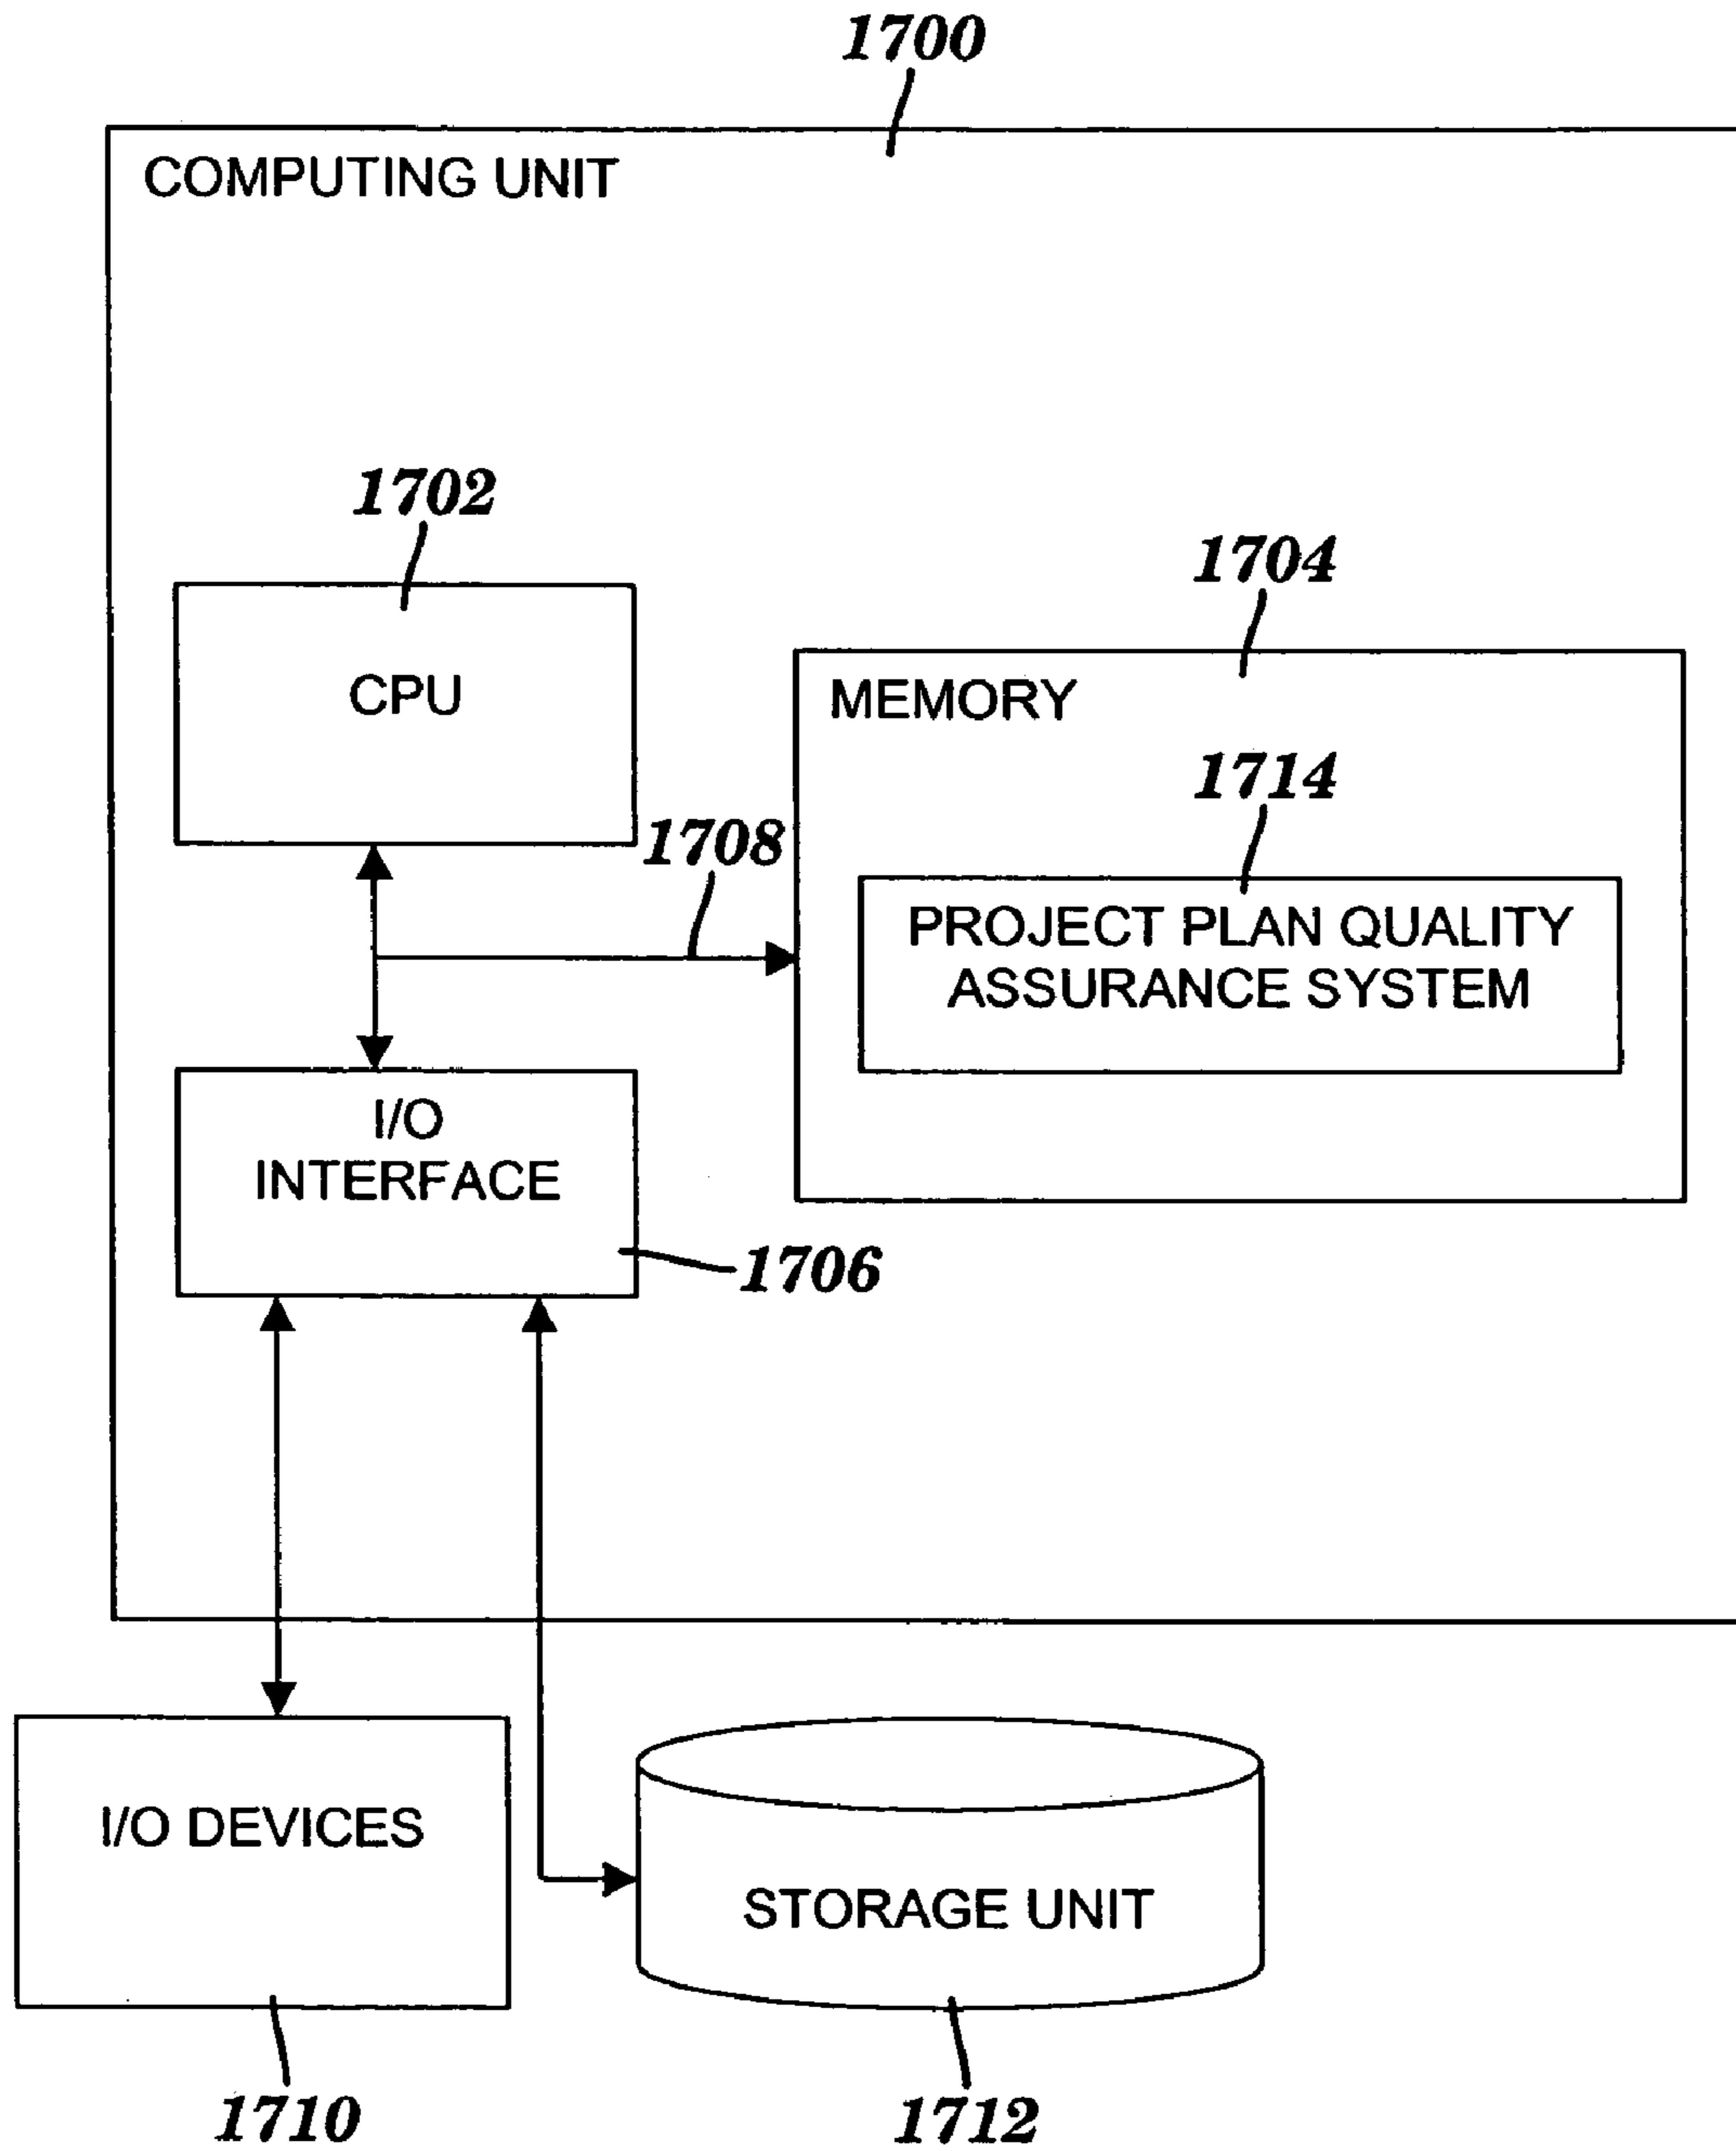 1700
COMPUTING UNIT
1702
CPU
1704
MEMORY
1714
PROJECT PLAN QUALITY
ASSURANCE SYSTEM
1708
I/O
INTERFACE
1706
I/O DEVICES
STORAGE UNIT
1710
1712